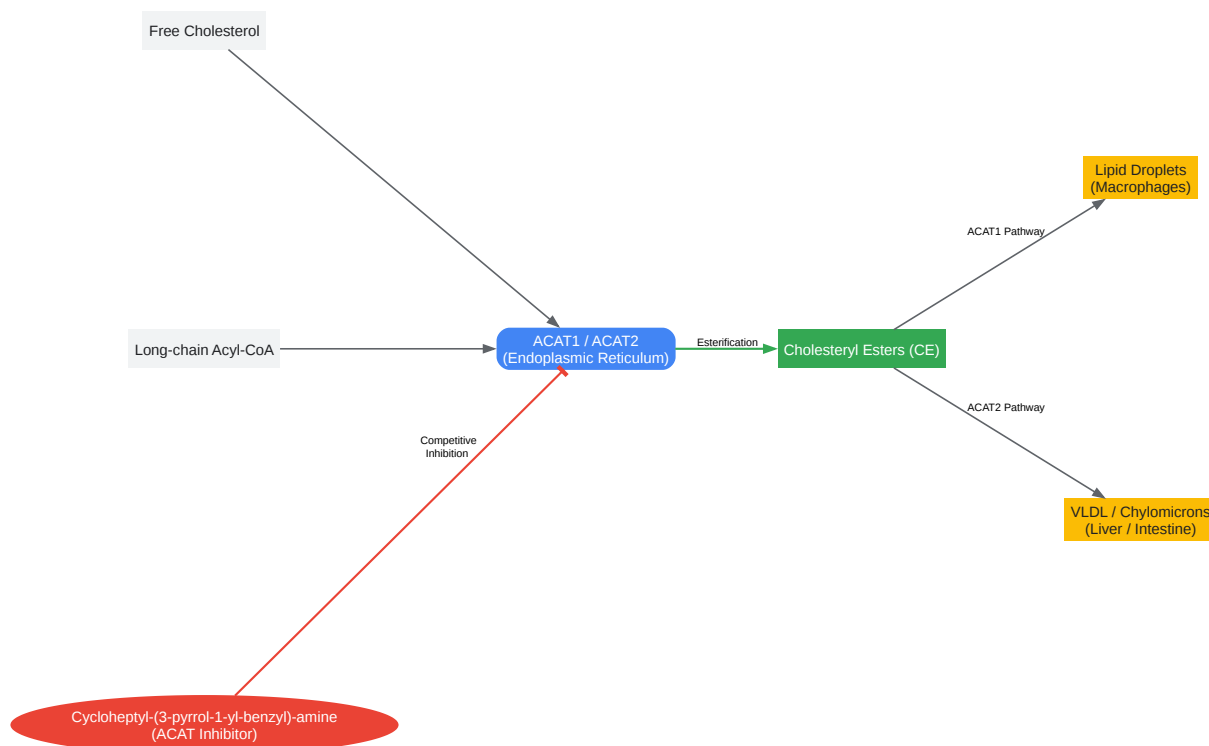 Free Cholesterol
Lipid Droplets
(Macrophages)
ACAT1 Pathway
Long-chain Acyl-CoA
ACAT1 / ACAT2
(Endoplasmic Reticulum)
Esterification
Cholesteryl Esters (CE)
ACAT2 Pathway
Competitive
Inhibition
VLDL / Chylomicrons
(Liver / Intestine)
Cycloheptyl-(3-pyrrol-1-yl-benzyl)-amine
(ACAT Inhibitor)